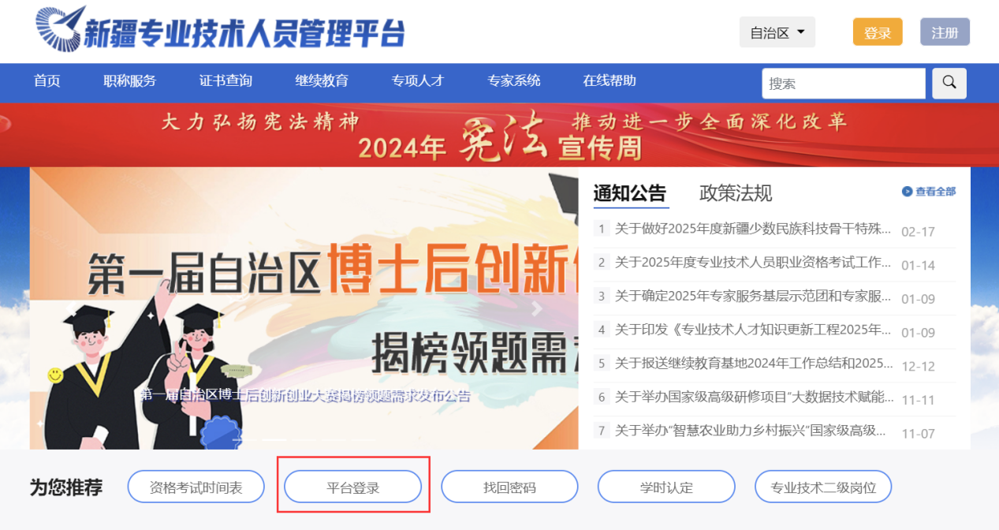 新疆专业技术人员管理平台
自治区
登录
注册
首页 职称服务 证书查询 继续教育 专项人才 专家系统 在线帮助
搜索
大力弘扬宪法精神 推动进一步全面深化改革
2024年 宪法 宣传周
第一届自治区博士后创新
揭榜领题需
第一届自治区博士后创新创业大赛揭榜领题需求发布公告
通知公告 政策法规 查看全部
1 关于做好2025年度新疆少数民族科技骨干特殊... 02-17
2 关于2025年度专业技术人员职业资格考试工作... 01-14
3 关于确定2025年专家服务基层示范团和专家服... 01-09
4 关于印发《专业技术人才知识更新工程2025年... 01-09
5 关于报送继续教育基地2024年工作总结和2025... 12-12
6 关于举办国家级高级研修项目“大数据技术赋能... 11-11
7 关于举办“智慧农业助力乡村振兴”国家级高级... 11-07
为您推荐 资格考试时间表 平台登录 找回密码 学时认定 专业技术二级岗位